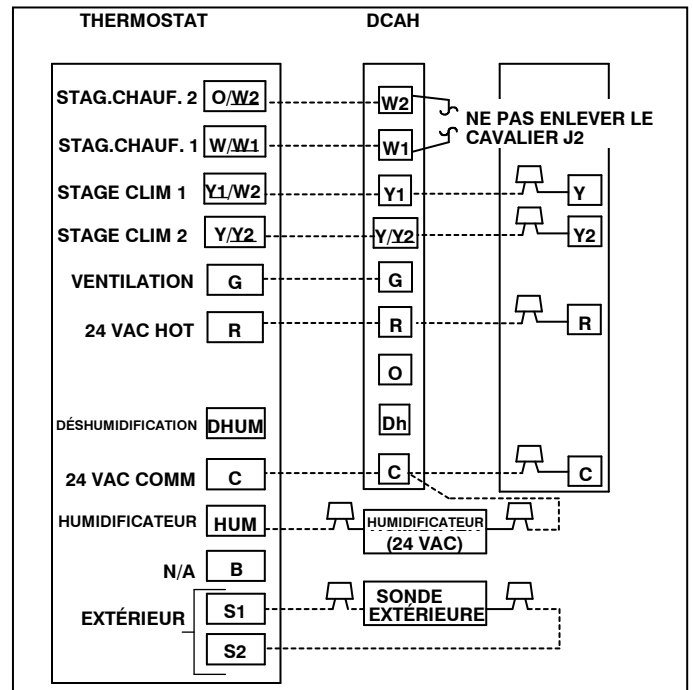 THERMOSTAT DCAH
STAG.CHAUF. 2 O/W2 W2
NE PAS ENLEVER LE
CAVALIER J2
STAG.CHAUF. 1 W/W1 W1
STAGE CLIM 1 Y1/W2 Y1 Y
STAGE CLIM 2 Y/Y2 Y/Y2 Y2
VENTILATION G G
24 VAC HOT R R R
O
DÉSHUMIDIFICATION DHUM Dh
24 VAC COMM C C C
HUMIDIFICATEUR HUM HUMIDIFICATEUR
(24 VAC)
N/A B
EXTÉRIEUR S1 SONDE
EXTÉRIEURE
S2